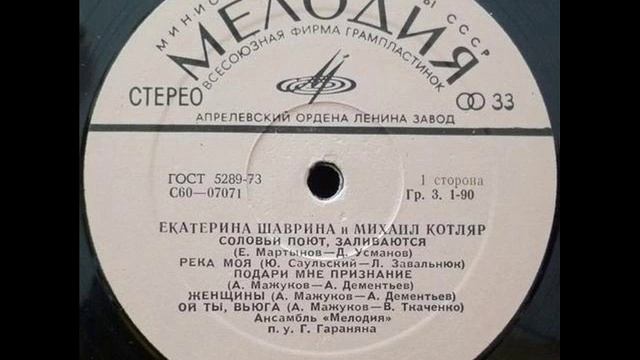 МИНИС Ы СССР
МЕЛОДИЯ
ВСЕСОЮЗНАЯ ФИРМА ГРАМПЛАСТИНОК
СТЕРЕО
33
АПРЕЛЕВСКИЙ ОРДЕНА ЛЕНИНА ЗАВОД
ГОСТ 5289-73
1 сторона
С60—07071
Гр. 3. 1-90
ЕКАТЕРИНА ШАВРИНА и МИХАИЛ КОТЛЯР
СОЛОВЬИ ПОЮТ, ЗАЛИВАЮТСЯ
(Е. Мартынов—Д. Усманов)
РЕКА МОЯ (Ю. Саульский—Л. Завальнюк)
ПОДАРИ МНЕ ПРИЗНАНИЕ
(А. Мажуков—А. Дементьев)
ЖЕНЩИНЫ (А. Мажуков—А. Дементьев)
ОЙ ТЫ, ВЬЮГА (А. Мажуков—В. Ткаченко)
Ансамбль «Мелодия»
п. у. Г. Гараняна